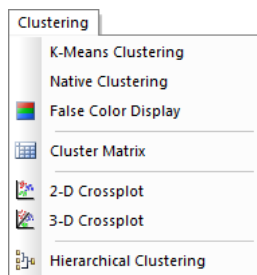 Clustering
K-Means Clustering
Native Clustering
False Color Display
Cluster Matrix
2-D Crossplot
3-D Crossplot
Hierarchical Clustering